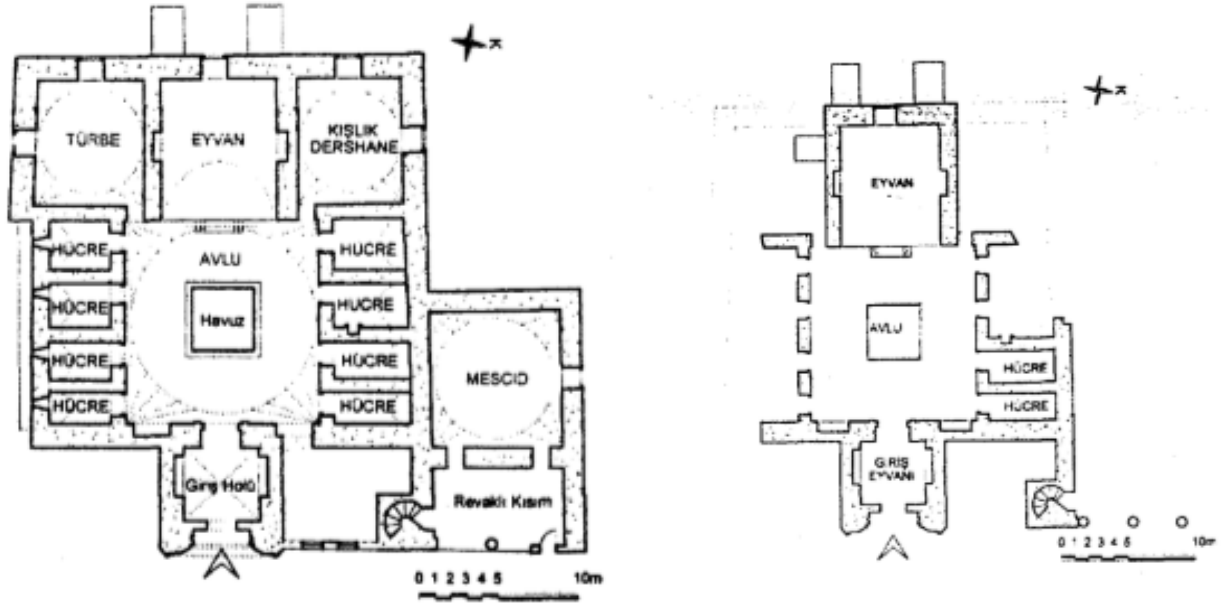 K
TÜRBE
EYVAN
KIŞLIK
DERSHANE
HÜCRE
AVLU
HÜCRE
HÜCRE
Havuz
HUCRE
HÜCRE
HÜCRE
MESCID
HÜCRE
HÜCRE
Giriş Holü
Revaklı Kısım
0 1 2 3 4 5 10m
K
EYVAN
AVLU
HÜCRE
HÜCRE
GİRİŞ
EYVANI
0 1 2 3 4 5 10m